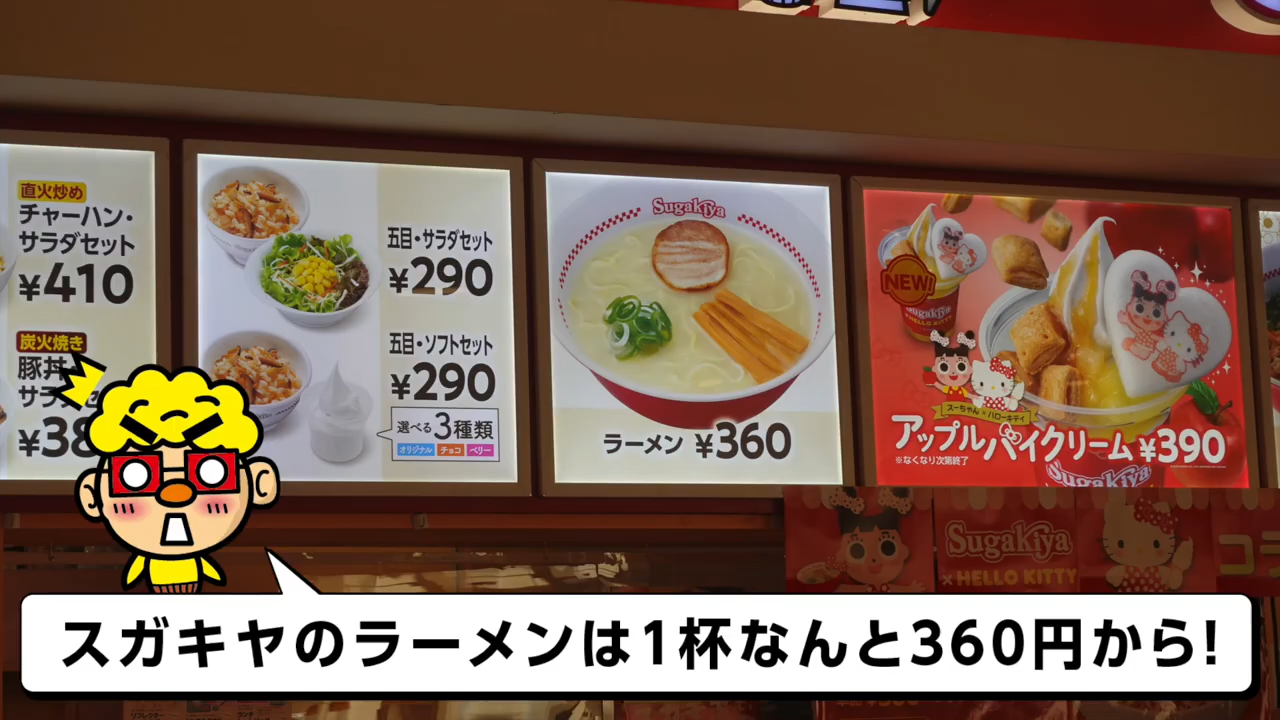 直火炒め
チャーハン・
サラダセット
¥410
炭火焼き
豚丼
¥38
五目・サラダセット
¥290
五目・ソフトセット
¥290
選べる3種類
オリジナル チョコ ベリー
Sugakiya
ラーメン ¥360
NEW!
Sugakiya
×HELLO KITTY
スーちゃん×ハローキティ
アップルパイクリーム ¥390
※なくなり次第終了
Sugakiya
Sugakiya
×HELLO KITTY
コラ
スガキヤのラーメンは1杯なんと360円から!